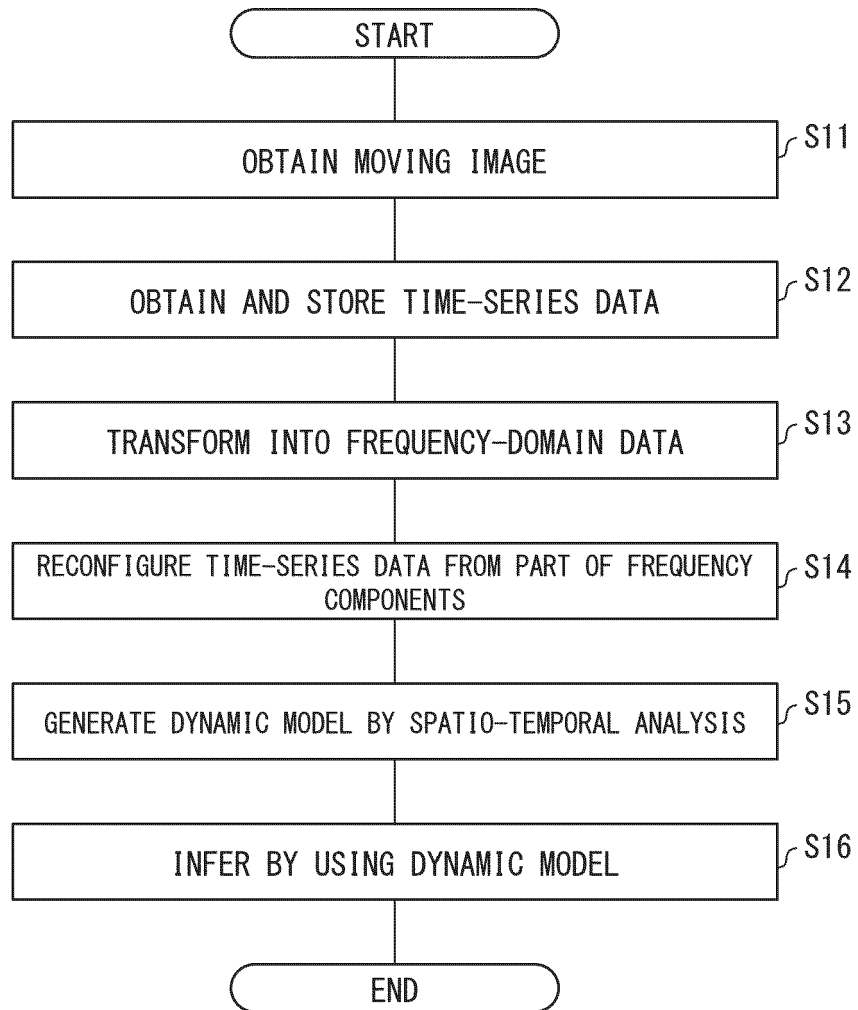 START
S11
OBTAIN MOVING IMAGE
S12
OBTAIN AND STORE TIME-SERIES DATA
S13
TRANSFORM INTO FREQUENCY-DOMAIN DATA
S14
RECONFIGURE TIME-SERIES DATA FROM PART OF FREQUENCY
COMPONENTS
S15
GENERATE DYNAMIC MODEL BY SPATIO-TEMPORAL ANALYSIS
S16
INFER BY USING DYNAMIC MODEL
END